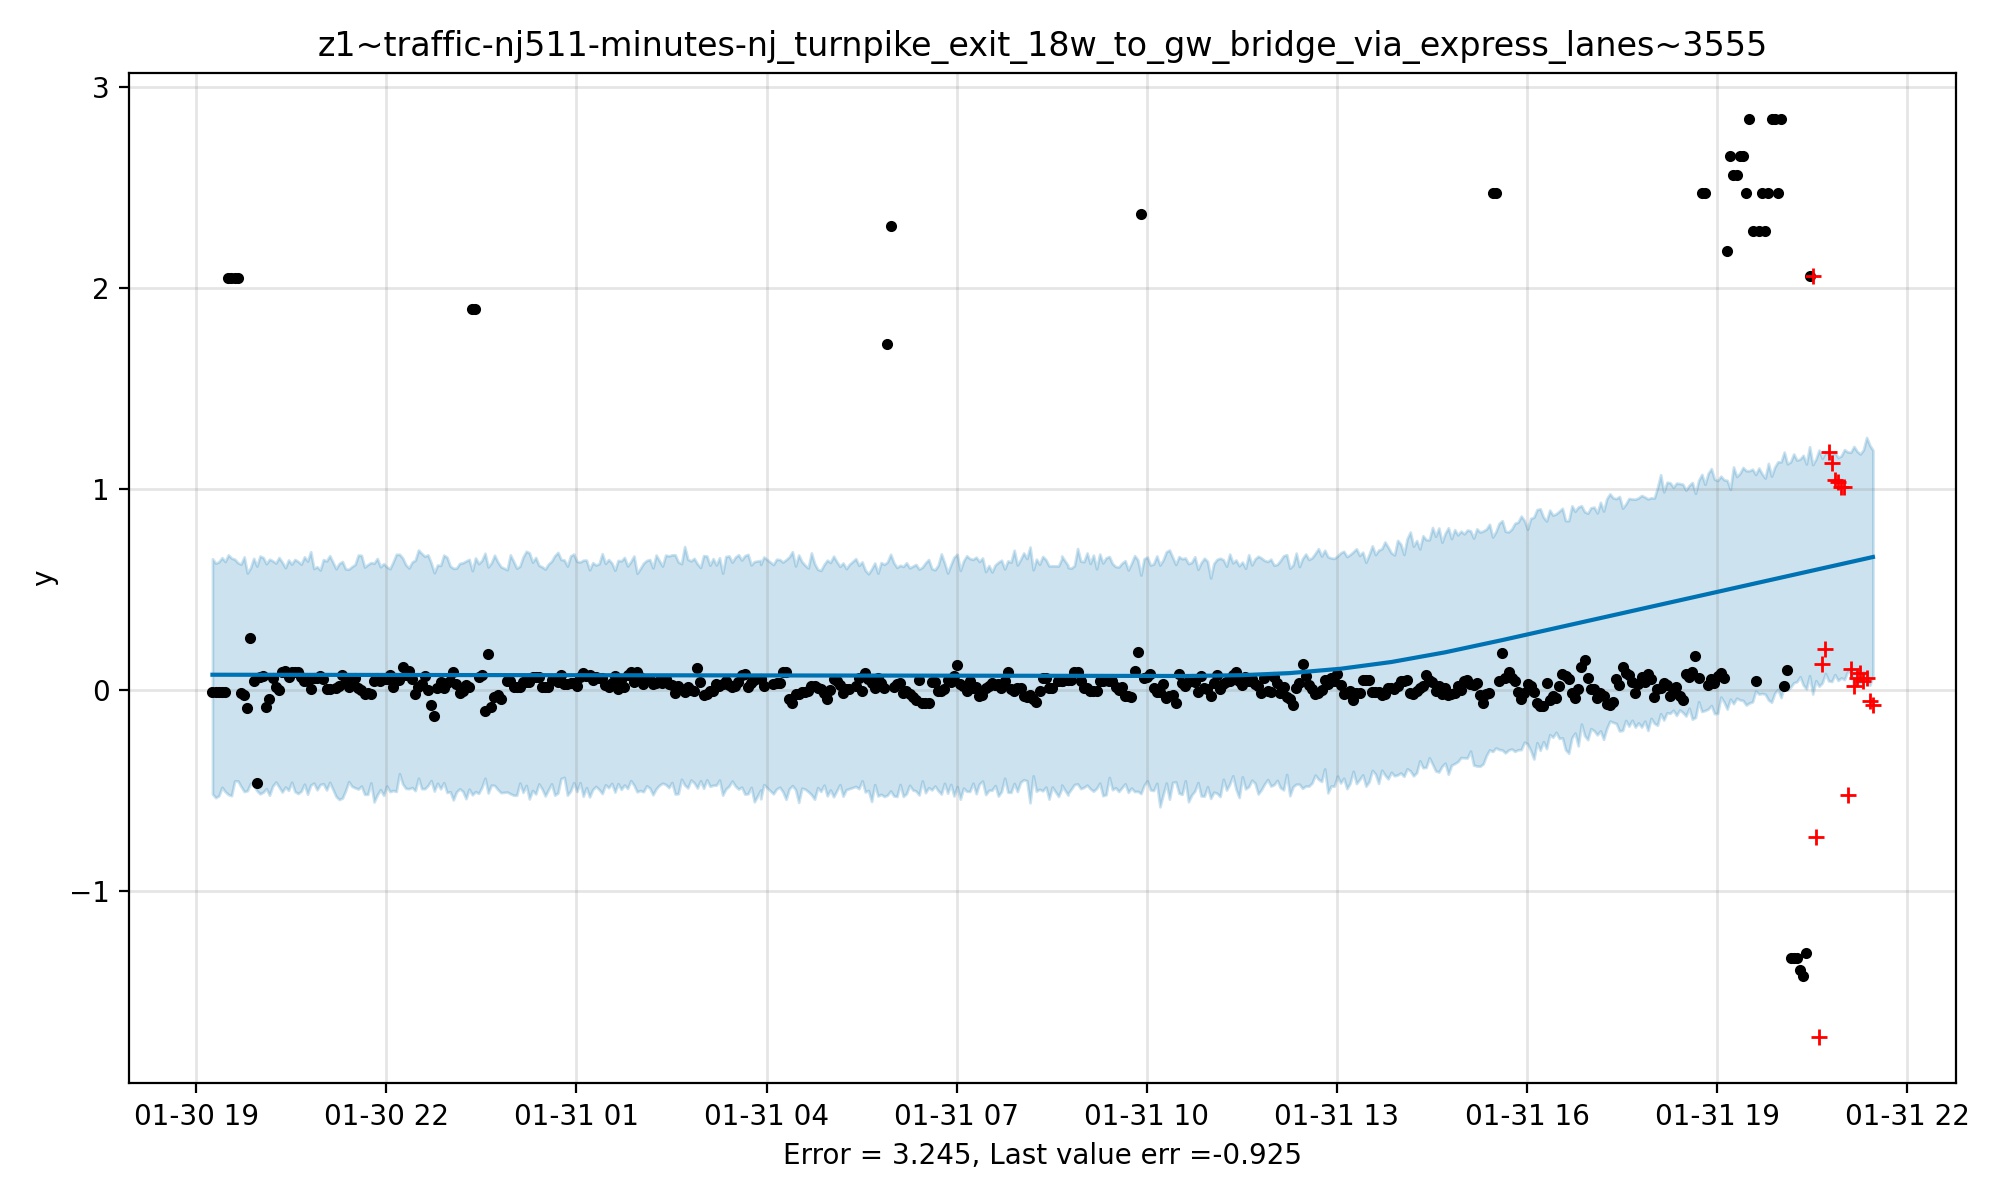 z1~traffic-nj511-minutes-nj_turnpike_exit_18w_to_gw_bridge_via_express_lanes~3555
3
2
1
0
−1
y
01-30 19 01-30 22 01-31 01 01-31 04 01-31 07 01-31 10 01-31 13 01-31 16 01-31 19 01-31 22
Error = 3.245, Last value err =-0.925